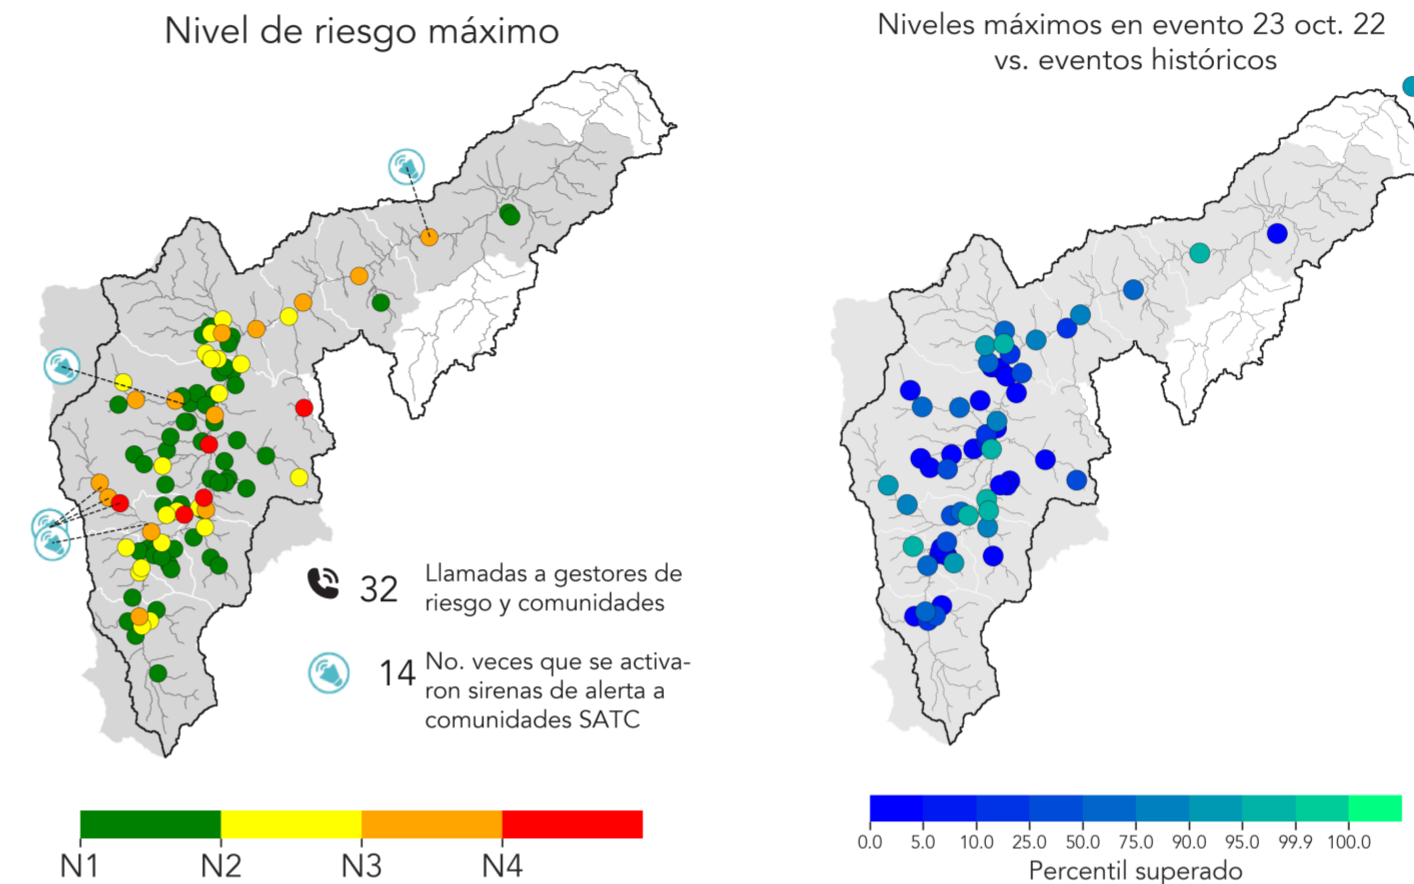 Nivel de riesgo máximo
32
Llamadas a gestores de
riesgo y comunidades
14
No. veces que se activa-
ron sirenas de alerta a
comunidades SATC
N1 N2 N3 N4
Niveles máximos en evento 23 oct. 22
vs. eventos históricos
0.0 5.0 10.0 25.0 50.0 75.0 90.0 95.0 99.9 100.0
Percentil superado